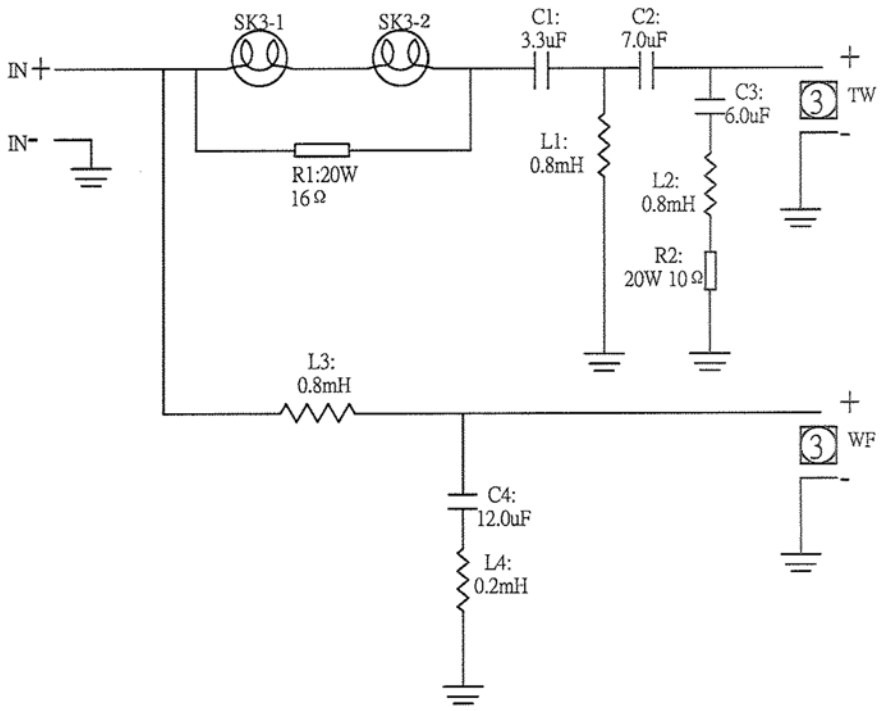 SK3-1
SK3-2
C1:
3.3uF
C2:
7.0uF
IN+
+
3
TW
-
C3:
6.0uF
IN-
R1:20W
16Ω
L1:
0.8mH
L2:
0.8mH
R2:
20W 10Ω
L3:
0.8mH
+
3
WF
-
C4:
12.0uF
L4:
0.2mH